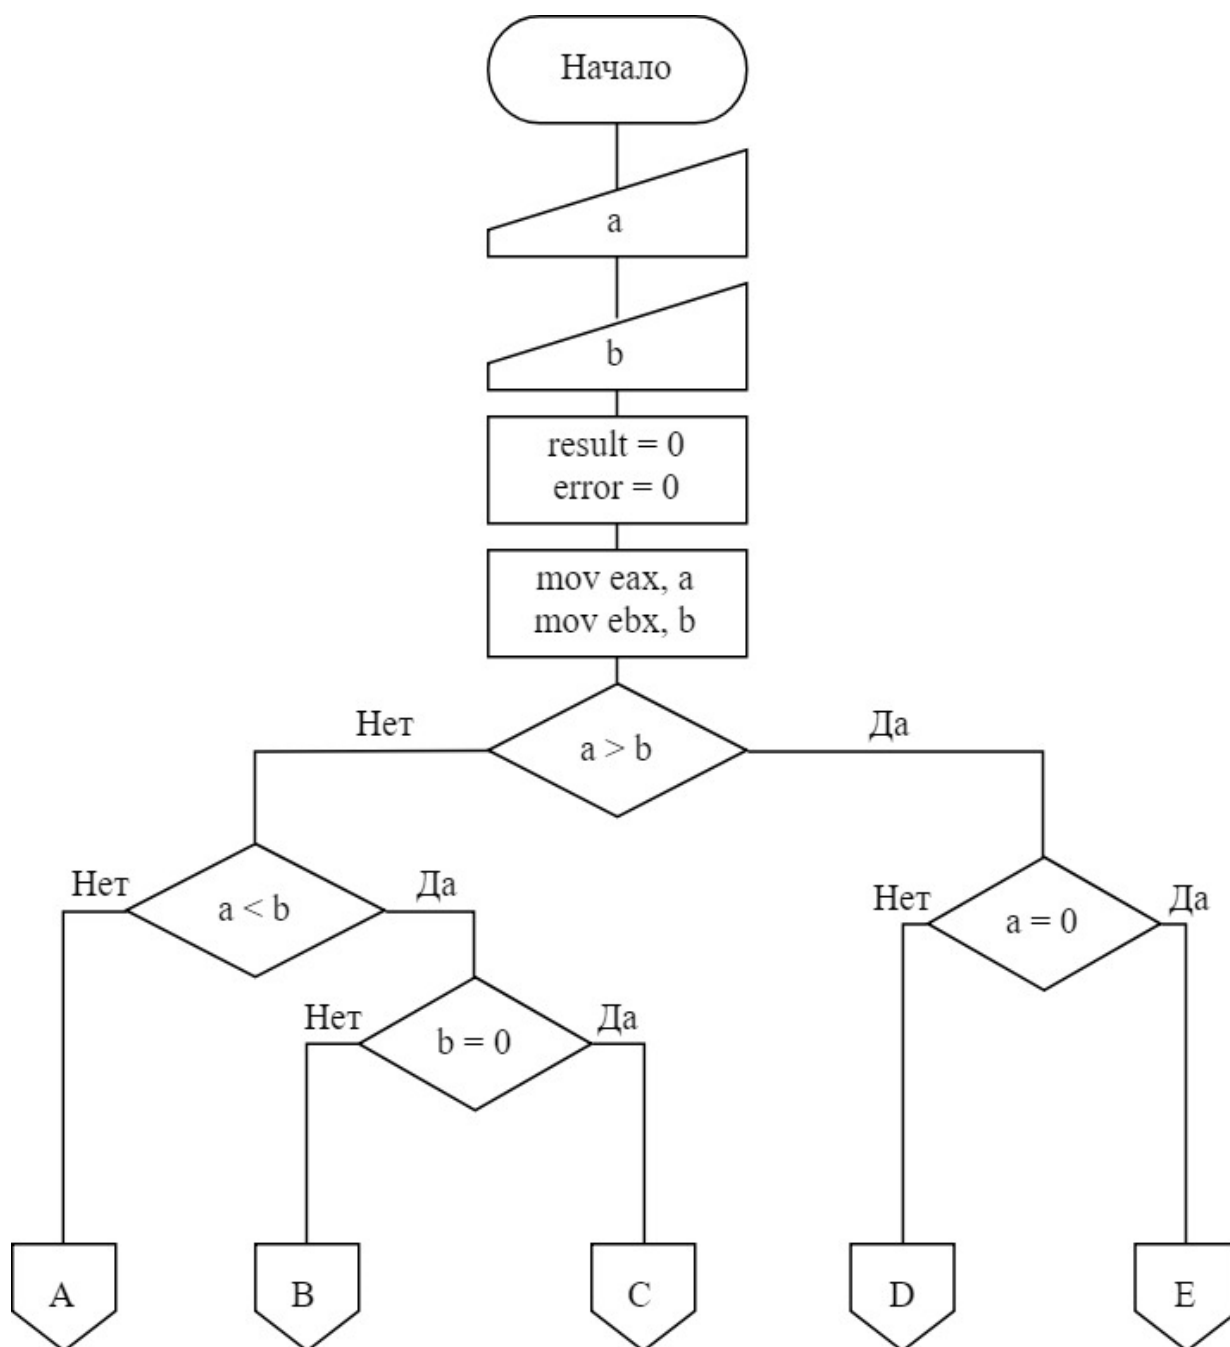 Начало
a
b
result = 0
error = 0
mov eax, a
mov ebx, b
Нет
Да
a > b
Нет
Да
a < b
Нет
Да
a = 0
Нет
Да
b = 0
A
B
C
D
E